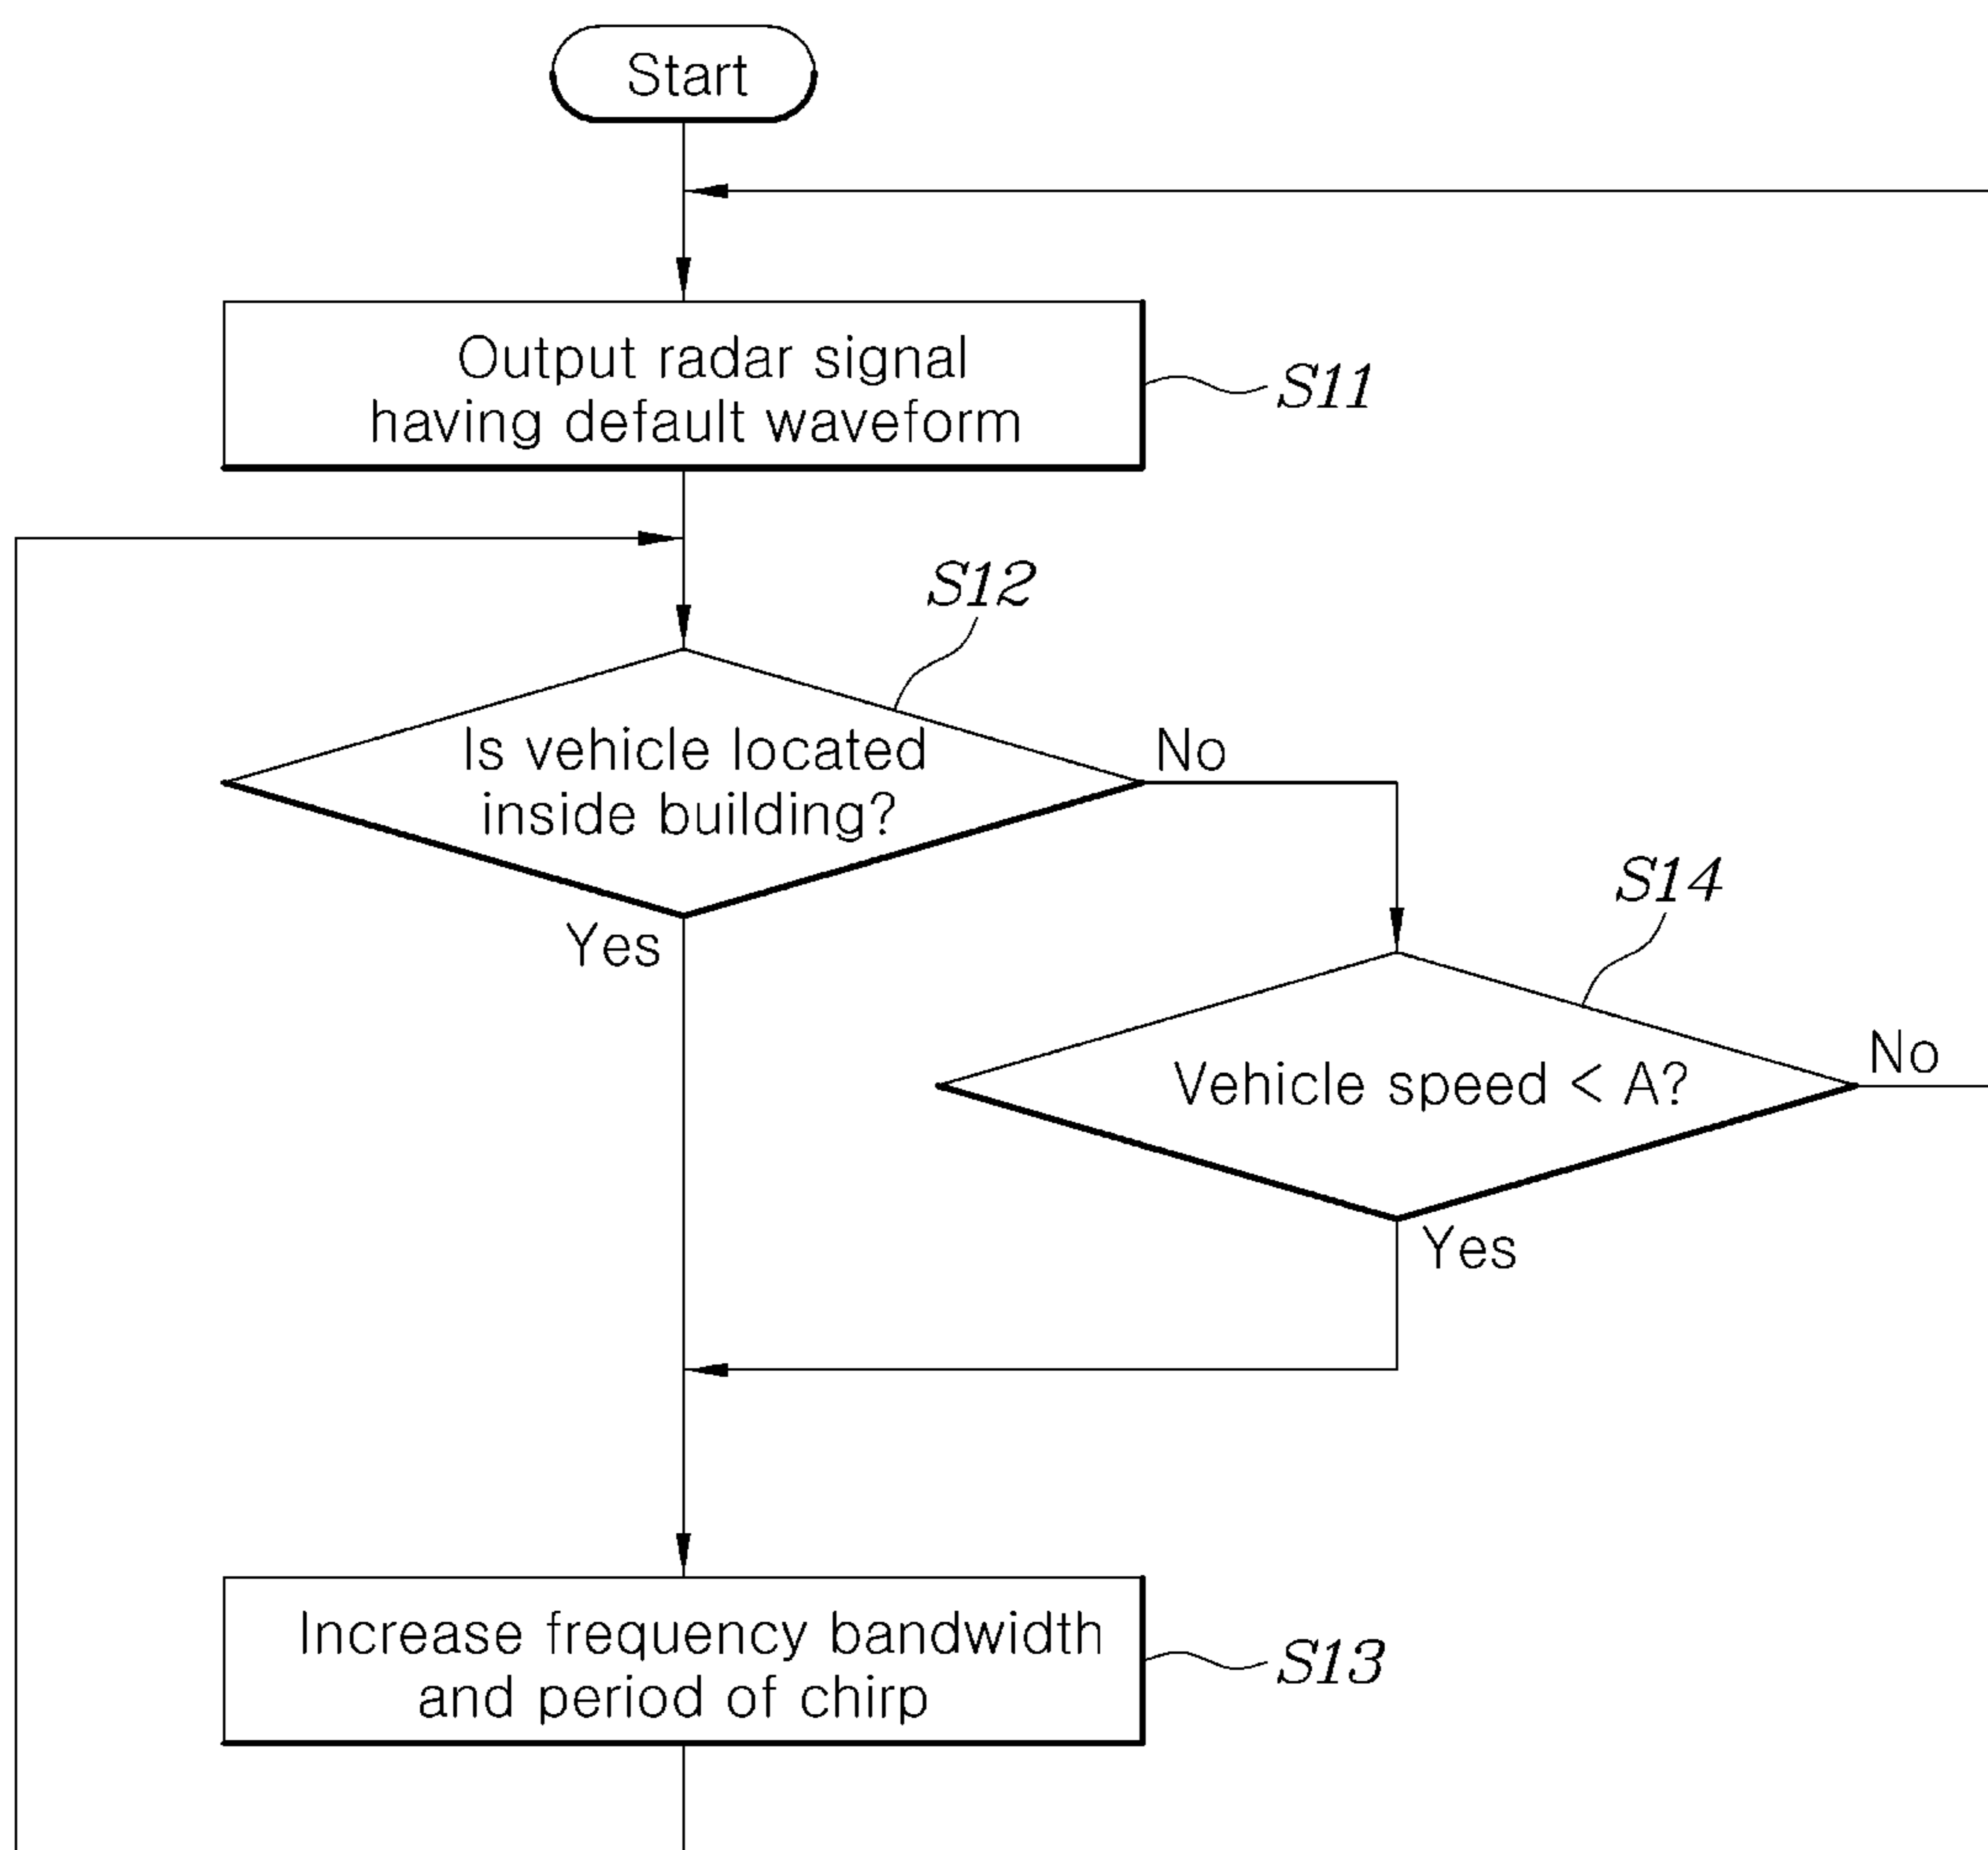 Start
Output radar signal
having default waveform
S11
S12
Is vehicle located
inside building?
No
Yes
S14
Vehicle speed < A?
No
Yes
Increase frequency bandwidth
and period of chirp
S13